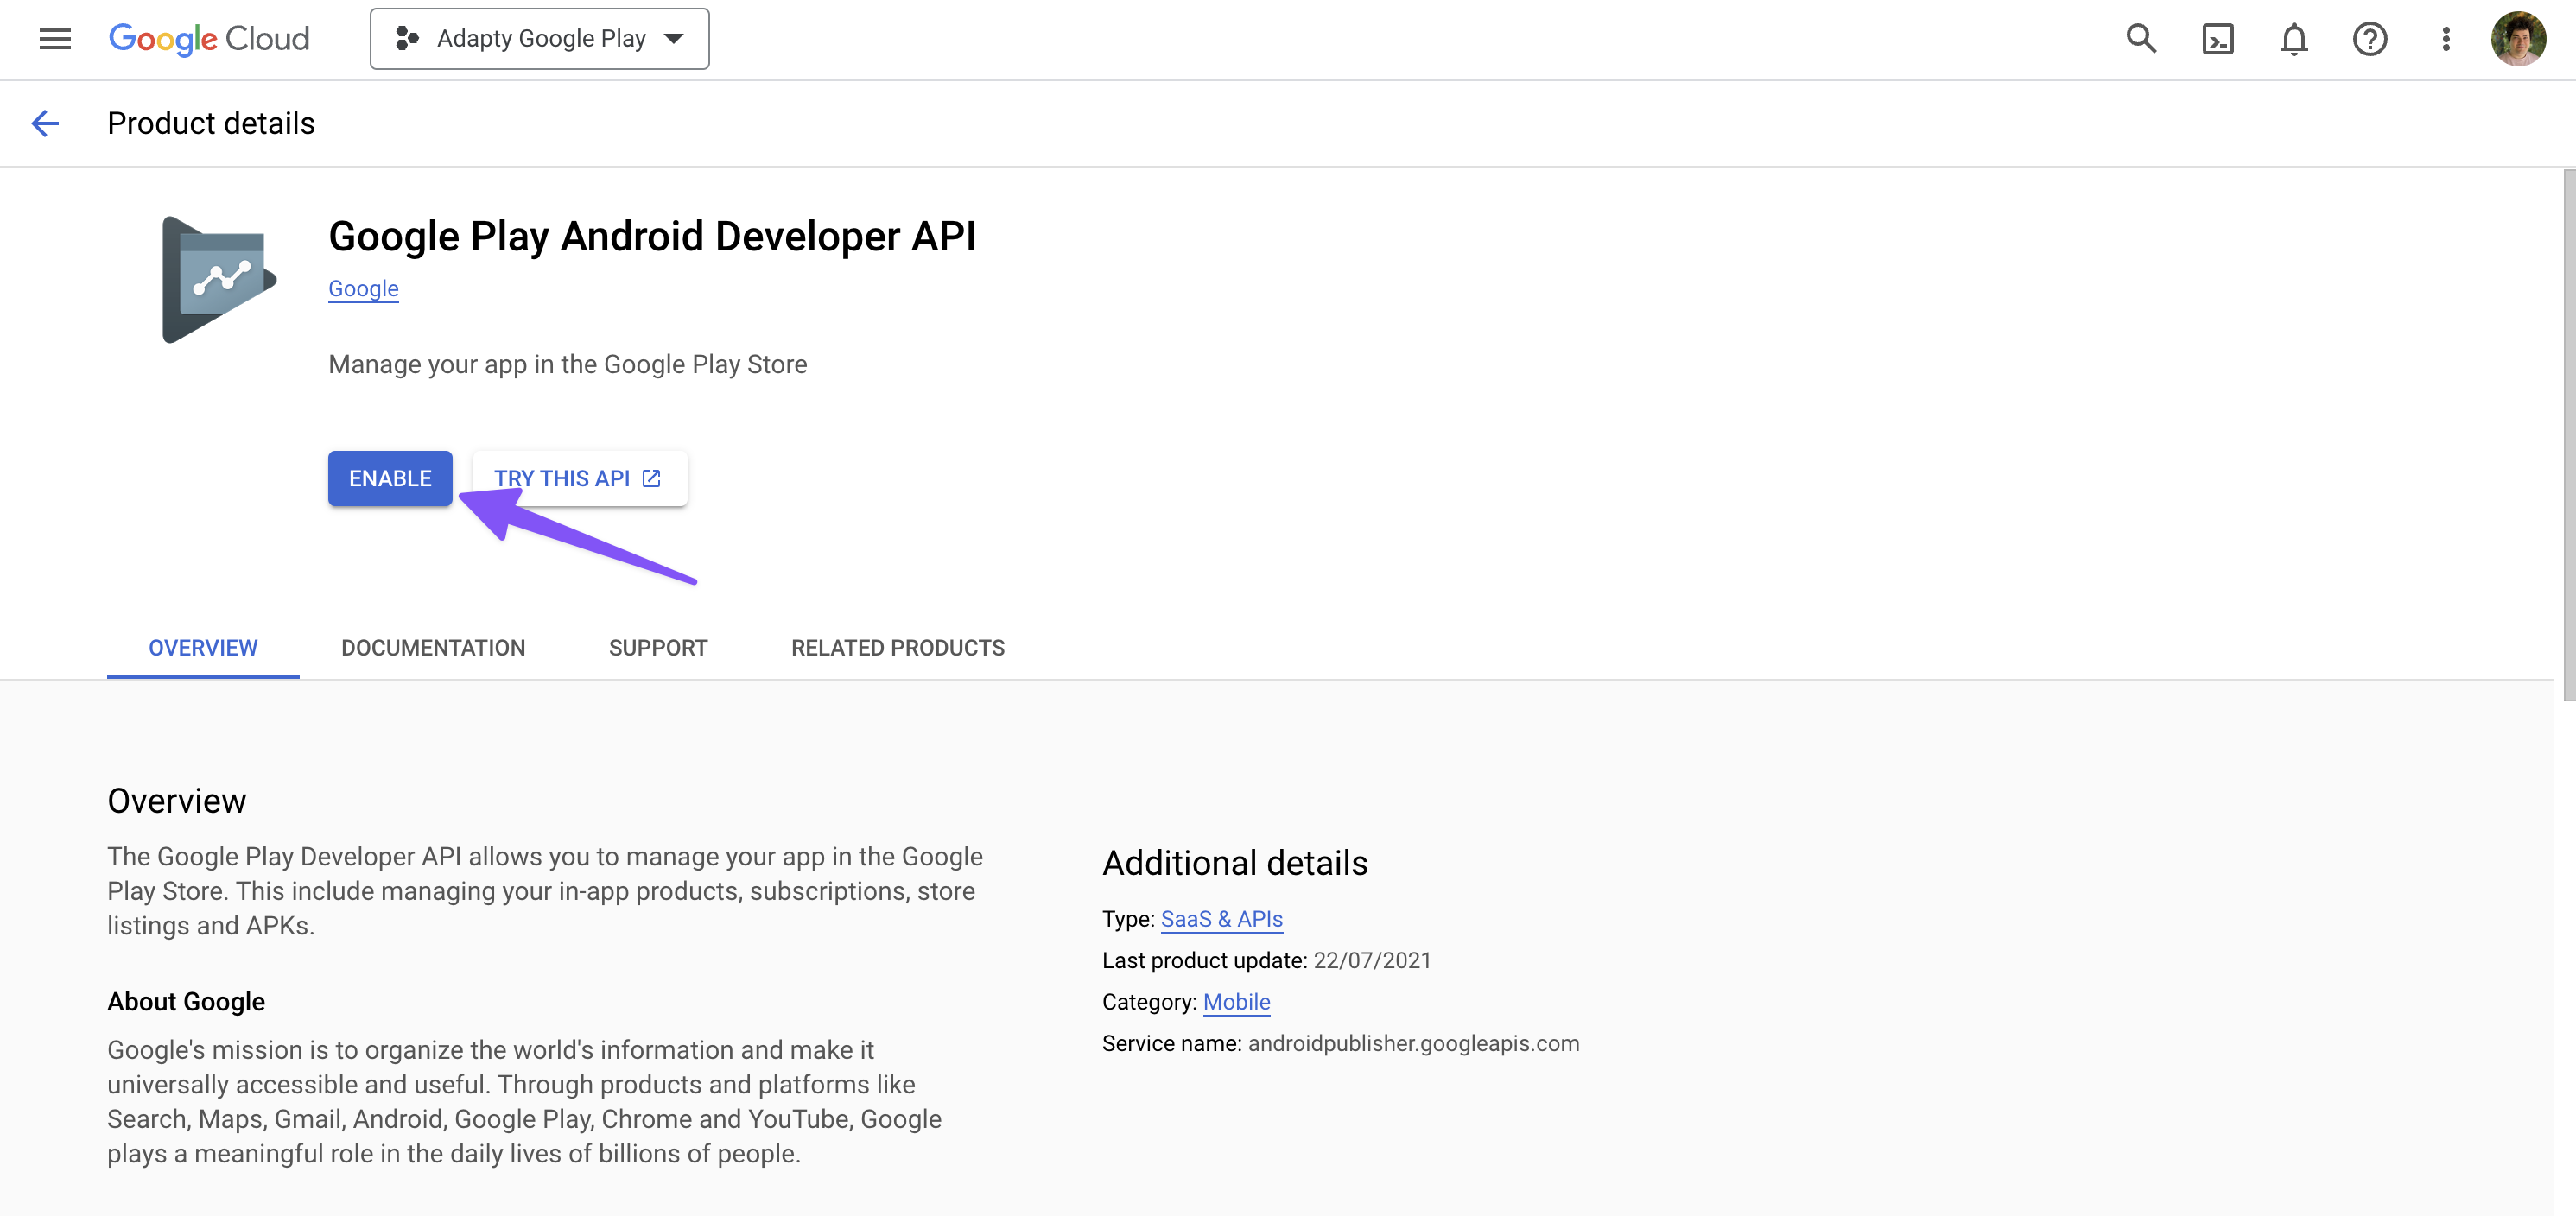 Google Cloud
Adapty Google Play
Product details
Google Play Android Developer API
Google
Manage your app in the Google Play Store
ENABLE
TRY THIS API
OVERVIEW
DOCUMENTATION
SUPPORT
RELATED PRODUCTS
Overview
The Google Play Developer API allows you to manage your app in the Google
Play Store. This include managing your in-app products, subscriptions, store
listings and APKs.
About Google
Google's mission is to organize the world's information and make it
universally accessible and useful. Through products and platforms like
Search, Maps, Gmail, Android, Google Play, Chrome and YouTube, Google
plays a meaningful role in the daily lives of billions of people.
Additional details
Type: SaaS & APIs
Last product update: 22/07/2021
Category: Mobile
Service name: androidpublisher.googleapis.com